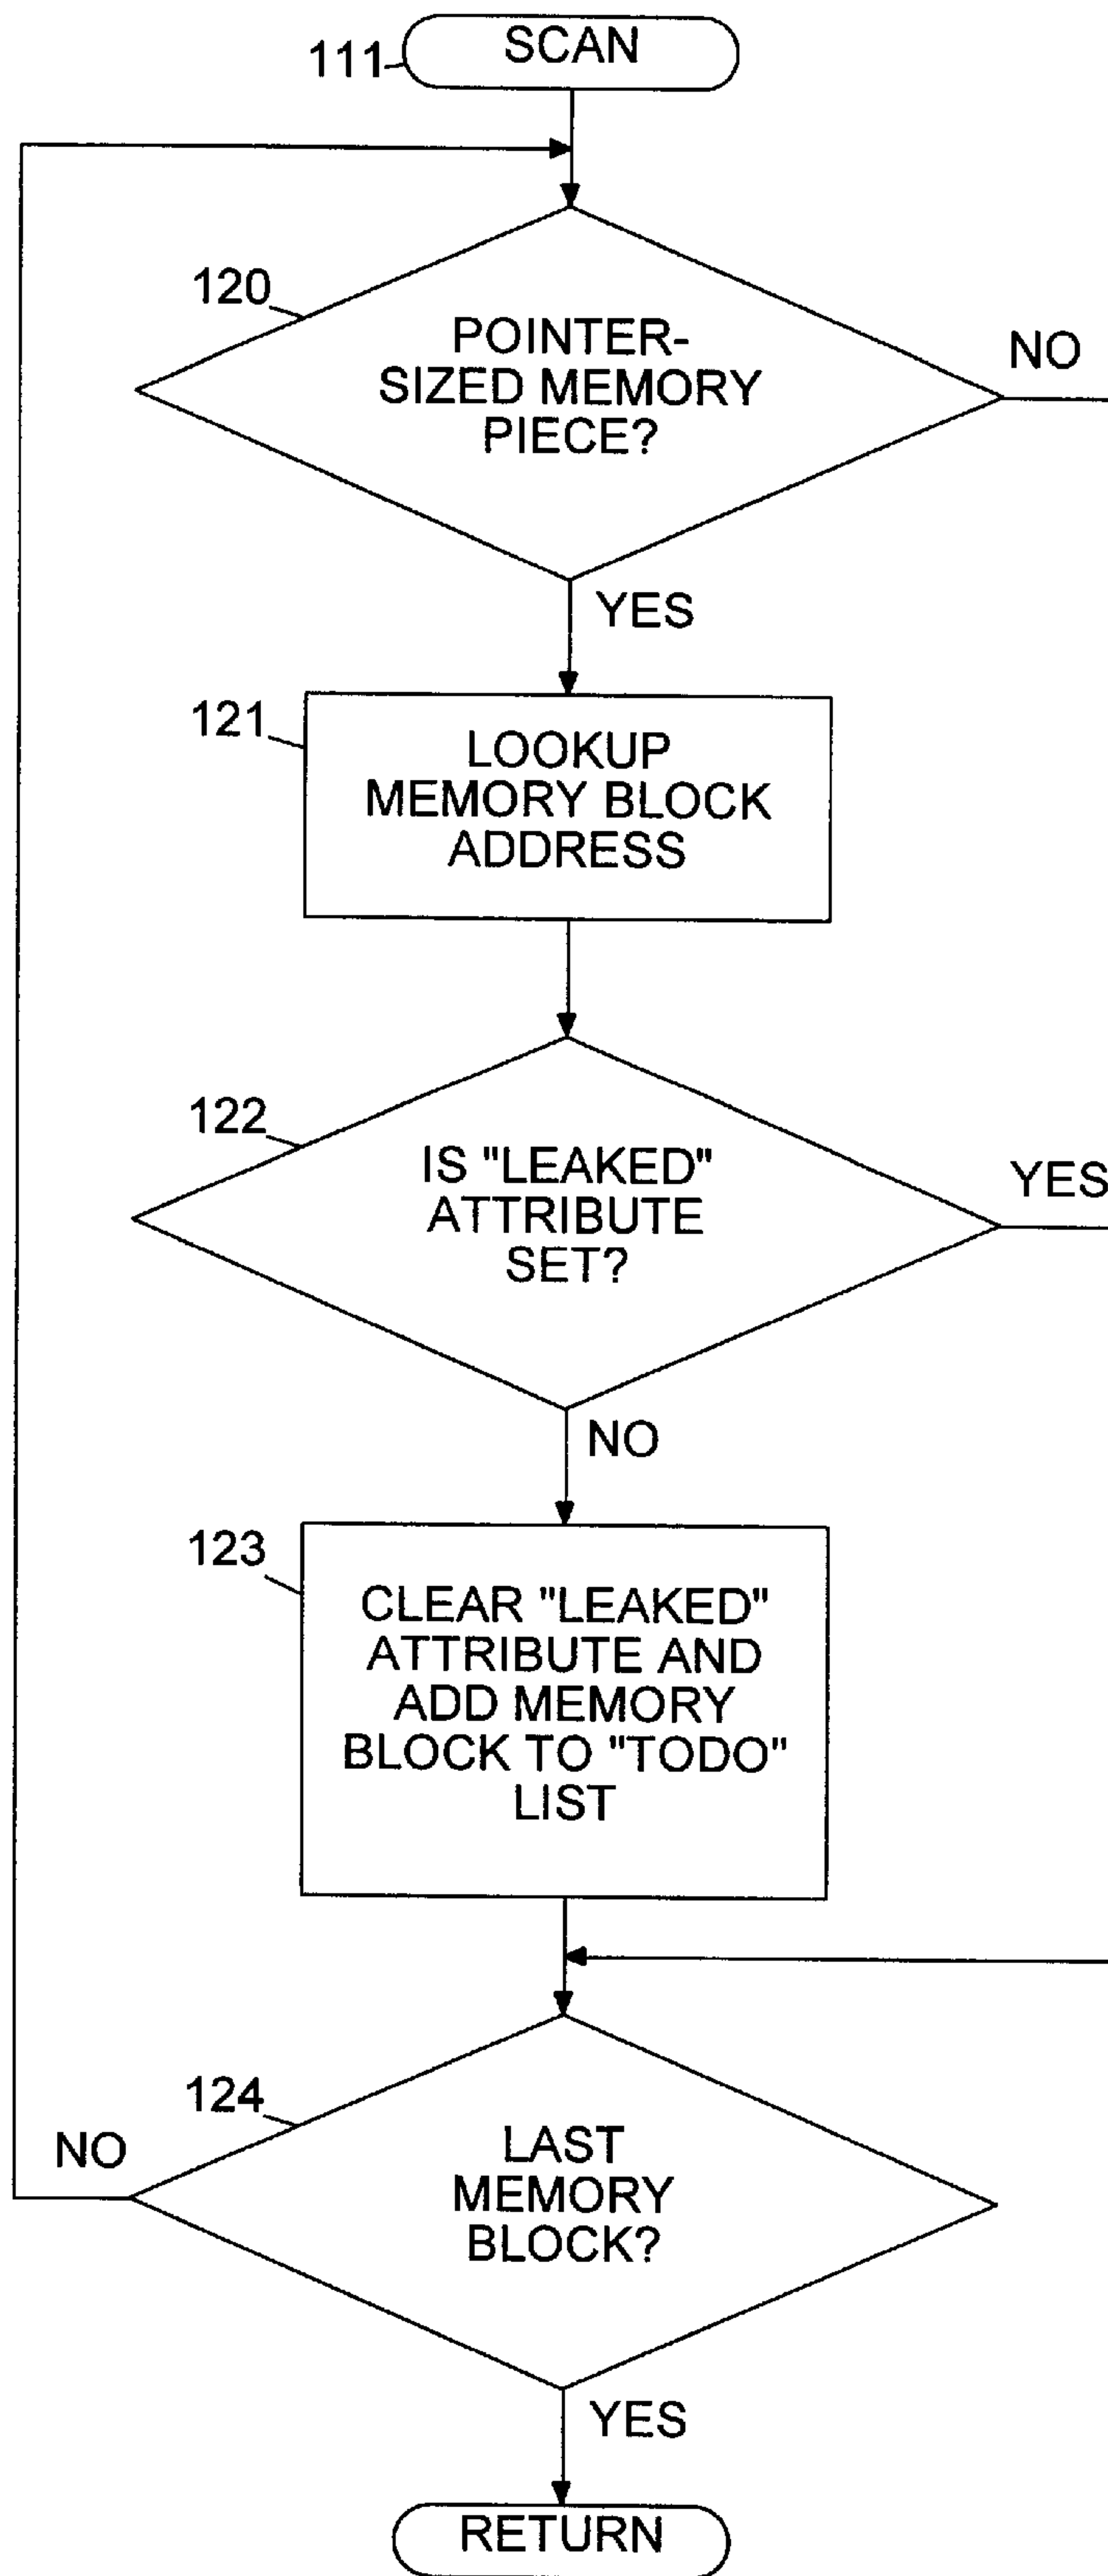 SCAN
111
120
POINTER-
SIZED MEMORY
PIECE?
NO
YES
121
LOOKUP
MEMORY BLOCK
ADDRESS
122
IS "LEAKED"
ATTRIBUTE
SET?
YES
NO
123
CLEAR "LEAKED"
ATTRIBUTE AND
ADD MEMORY
BLOCK TO "TODO"
LIST
124
NO
LAST
MEMORY
BLOCK?
YES
RETURN